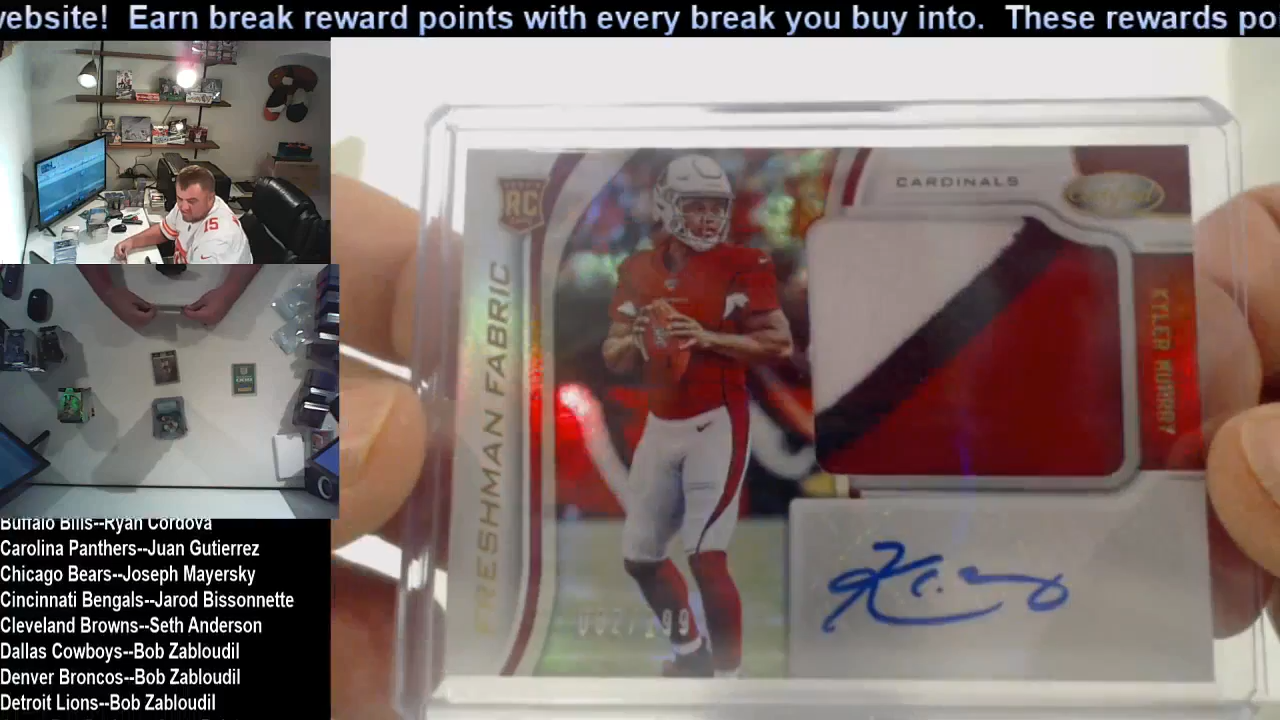 website! Earn break reward points with every break you buy into. These rewards po
Buffalo Bills--Ryan Cordova
Carolina Panthers--Juan Gutierrez
Chicago Bears--Joseph Mayersky
Cincinnati Bengals--Jarod Bissonnette
Cleveland Browns--Seth Anderson
Dallas Cowboys--Bob Zabloudil
Denver Broncos--Bob Zabloudil
Detroit Lions--Bob Zabloudil
RC
FRESHMAN FABRIC
CARDINALS
KYLER MURRAY
15